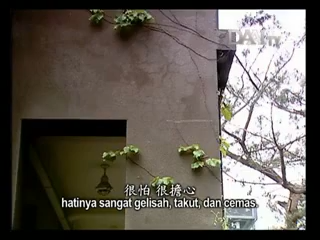 很怕 很擔心
hatinya sangat gelisah, takut, dan cemas.